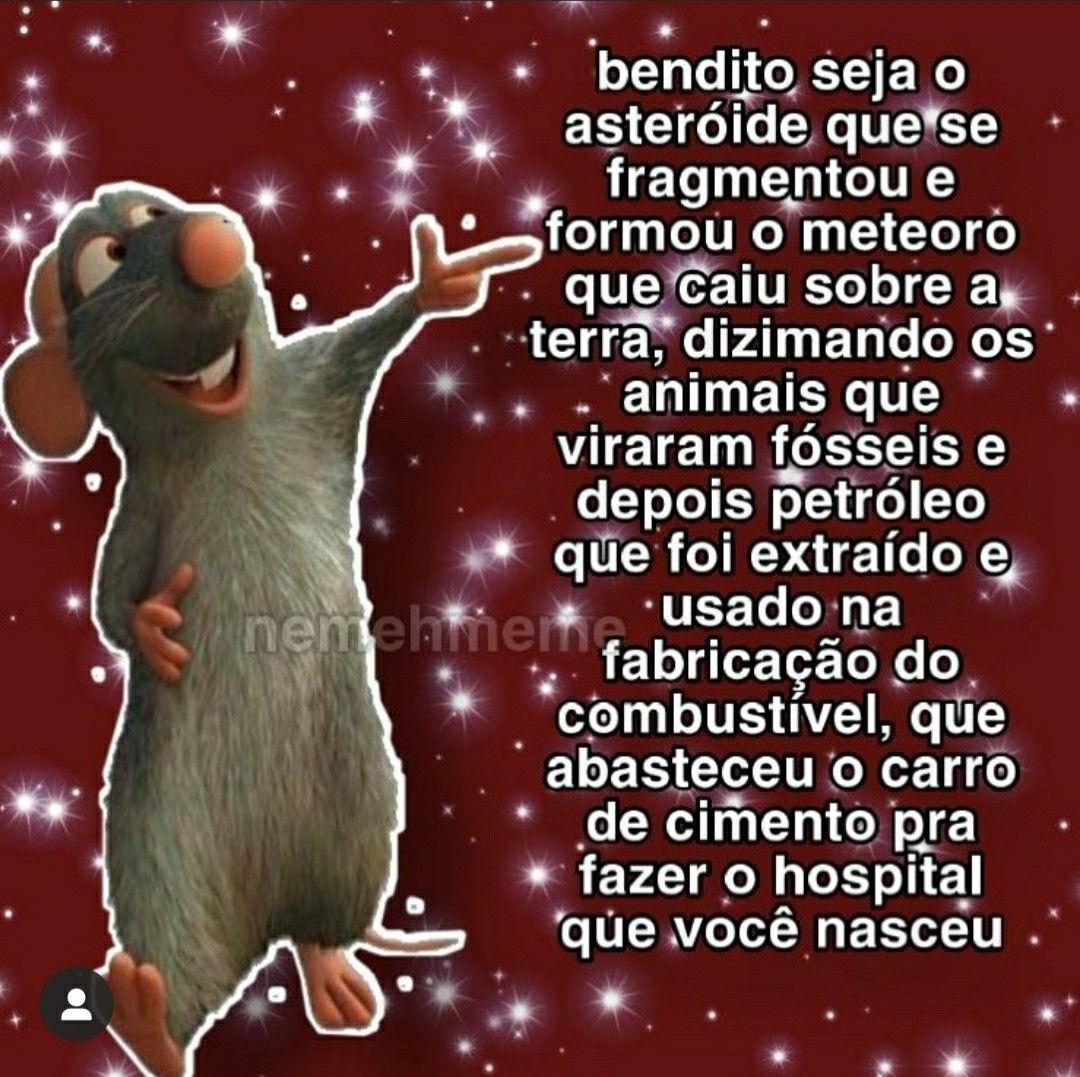 bendito seja o
asteróide que se
fragmentou e
formou o meteoro
que caiu sobre a
terra, dizimando os
animais que
viraram fósseis e
depois petróleo
que foi extraído e
usado na
nemehmeme
fabricação do
combustível, que
abasteceu o carro
de cimento pra
fazer o hospital
que você nasceu